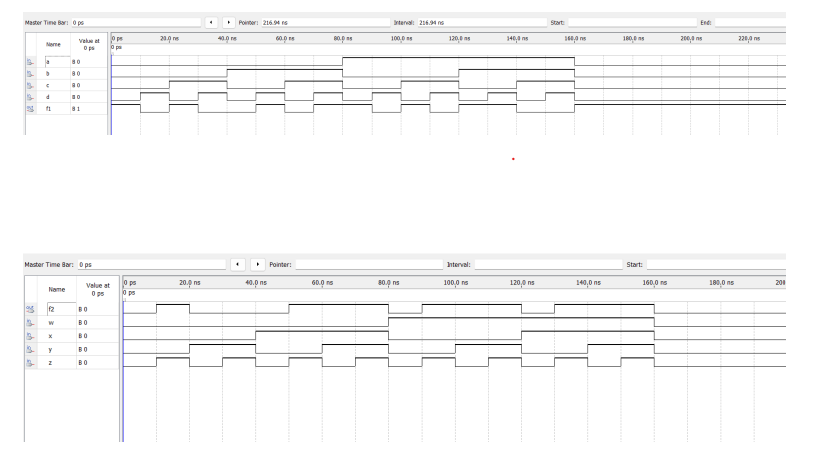 Master Time Bar: 0 ps Pointer: 216.94 ns Interval: 216.94 ns Start: End:
Name Value at 0 ps
0 ps 20.0 ns 40.0 ns 60.0 ns 80.0 ns 100.0 ns 120.0 ns 140.0 ns 160.0 ns 180.0 ns 200.0 ns 220.0 ns
0 ps
a B 0
b B 0
c B 0
d B 0
f1 B 1
Master Time Bar: 0 ps Pointer: Interval: Start:
Name Value at 0 ps
0 ps 20.0 ns 40.0 ns 60.0 ns 80.0 ns 100.0 ns 120.0 ns 140.0 ns 160.0 ns 180.0 ns 208
0 ps
out f2 B 0
w B 0
x B 0
y B 0
z B 0